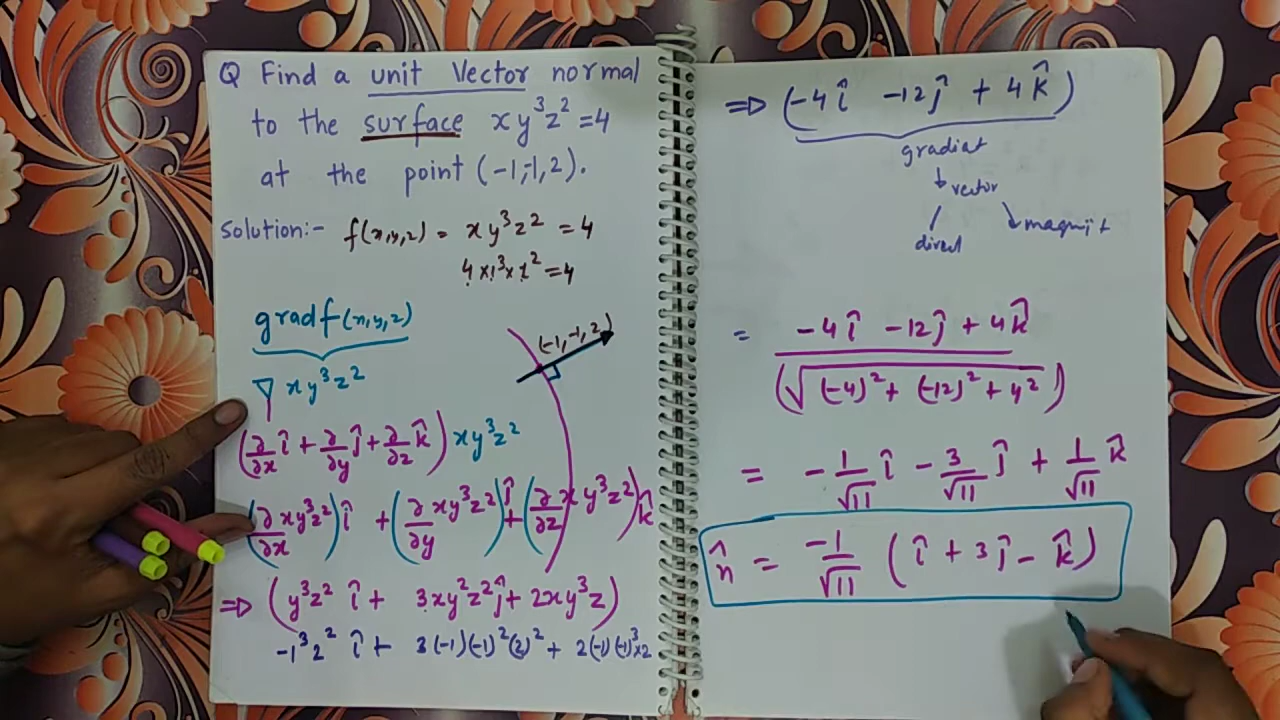 Q Find a unit Vector normal
to the surface xy³z² = 4
at the point (-1,-1,2).
Solution:- f(x,y,z) = xy³z² = 4
4×1³×1² = 4
grad f(x,y,z)
∇ xy³z²
(-1,-1,2)
(∂/∂x î + ∂/∂y ĵ + ∂/∂z k̂) xy³z²
(∂/∂x xy³z²) î + (∂/∂y xy³z²) ĵ + (∂/∂z xy³z²) k̂
⇒ (y³z² î + 3xy²z² ĵ + 2xy³z)
-1³2² î + 3(-1)(-1)²(2)² + 2(-1)(-1)³×2
⇒ (-4î -12ĵ + 4k̂)
gradiat
↓ vector
direct
magnit
= -4î -12ĵ + 4k̂ / (√(-4)² + (-12)² + 4²)
= -1/√11 î - 3/√11 ĵ + 1/√11 k̂
n̂ = -1/√11 (î + 3ĵ - k̂)